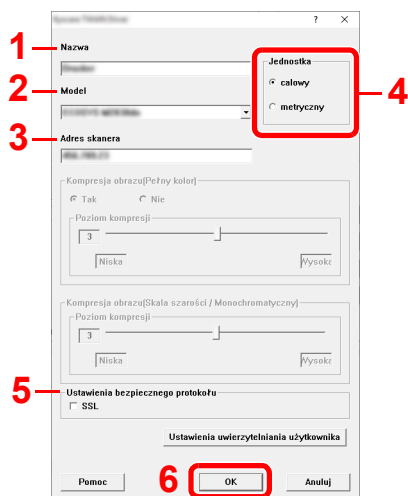 ?
1
Nazwa
Jednostka
calowy
metryczny
4
2
Model
3
Adres skanera
Kompresja obrazu(Pełny kolor)
Tak Nie
Poziom kompresji
3
Niska Wysoka
Kompresja obrazu(Skala szarości / Monochromatyczny)
Poziom kompresji
3
Niska Wysoka
5
Ustawienia bezpiecznego protokołu
SSL
Ustawienia uwierzytelniania użytkownika
Pomoc
6
OK
Anuluj